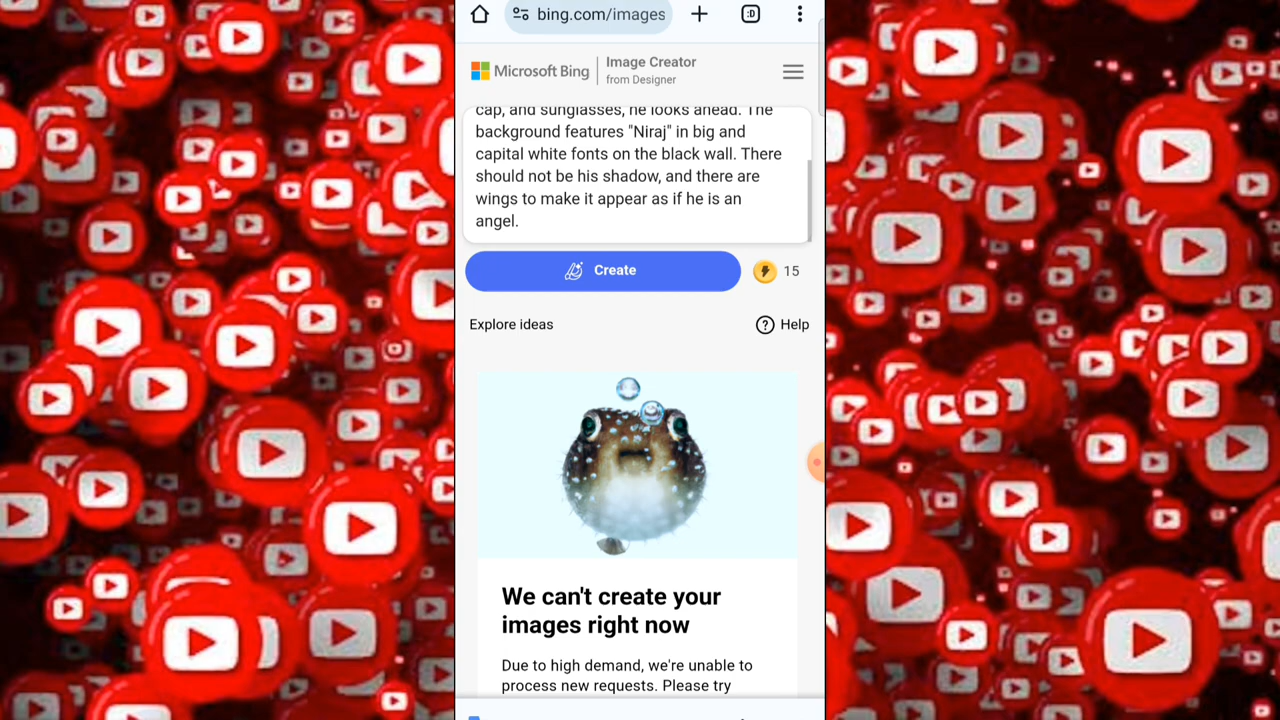 bing.com/images
:D
Microsoft Bing
Image Creator
from Designer
cap, and sunglasses, he looks ahead. The
background features "Niraj" in big and
capital white fonts on the black wall. There
should not be his shadow, and there are
wings to make it appear as if he is an
angel.
Create
15
Explore ideas
? Help
We can't create your
images right now
Due to high demand, we're unable to
process new requests. Please try